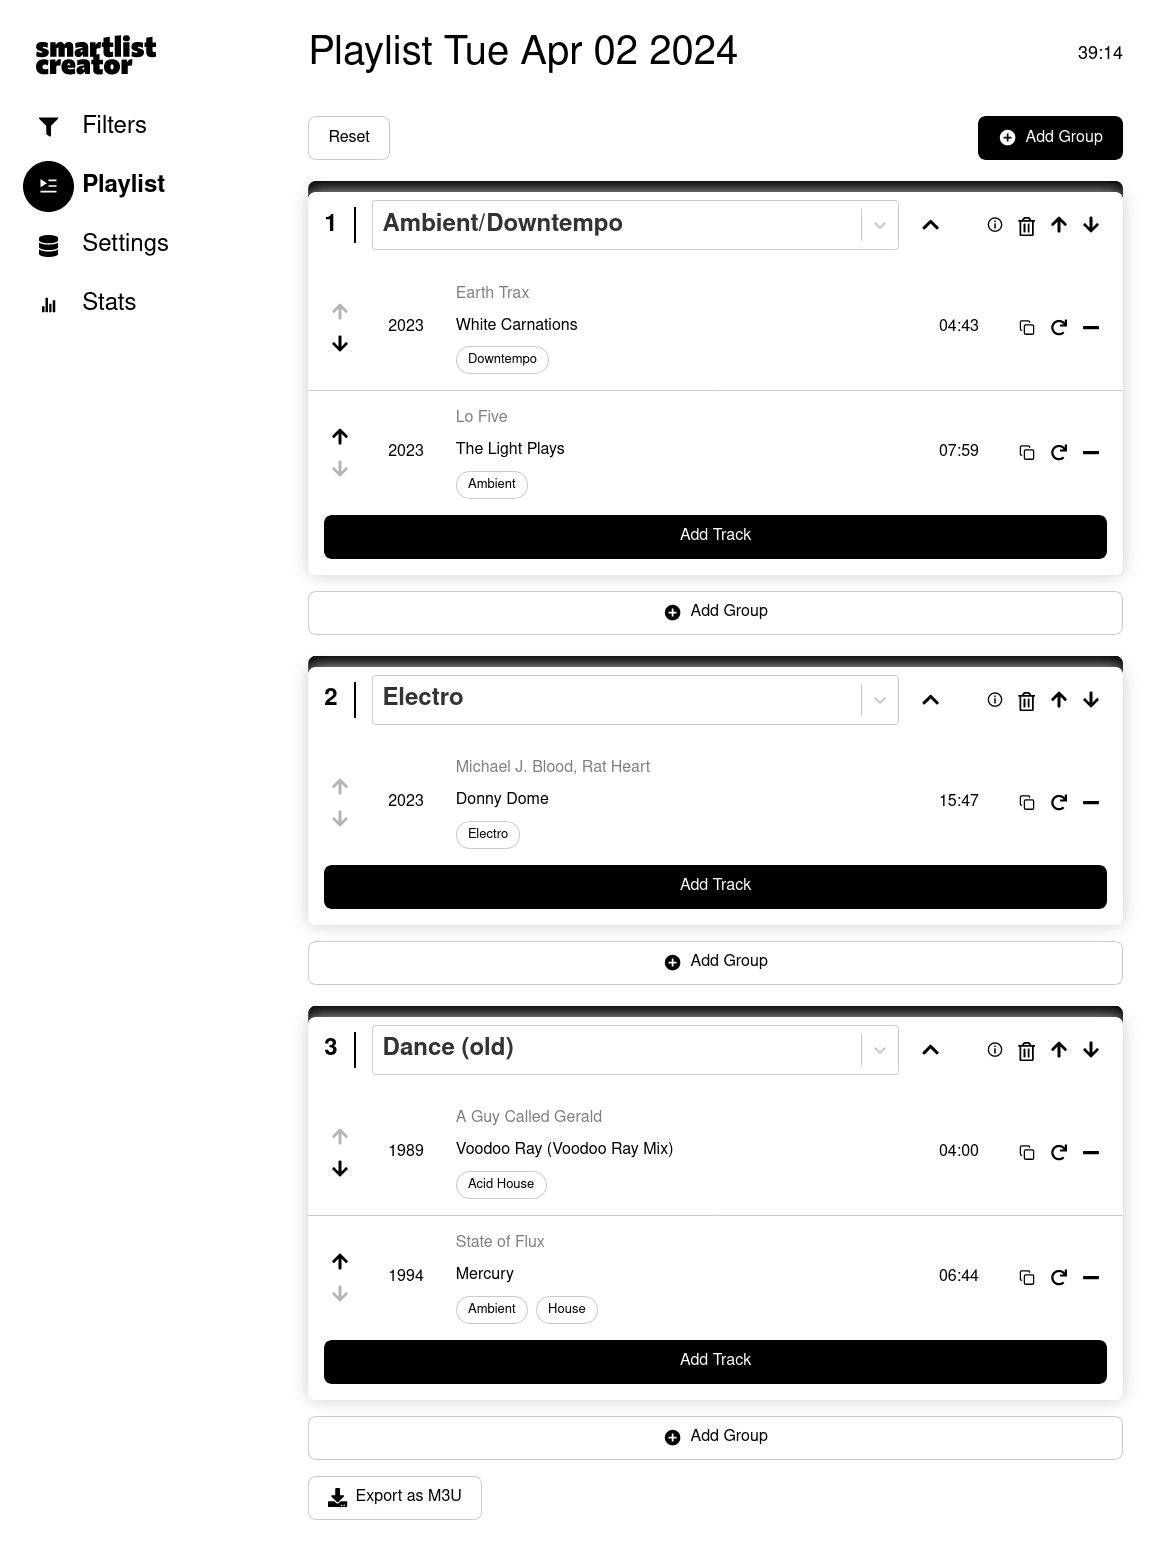 smartlist
creator
Filters
Playlist
Settings
Stats
Playlist Tue Apr 02 2024
39:14
Reset
Add Group
1
Ambient/Downtempo
Earth Trax
2023
White Carnations
04:43
Downtempo
Lo Five
2023
The Light Plays
07:59
Ambient
Add Track
Add Group
2
Electro
Michael J. Blood, Rat Heart
2023
Donny Dome
15:47
Electro
Add Track
Add Group
3
Dance (old)
A Guy Called Gerald
1989
Voodoo Ray (Voodoo Ray Mix)
04:00
Acid House
State of Flux
1994
Mercury
06:44
Ambient
House
Add Track
Add Group
Export as M3U